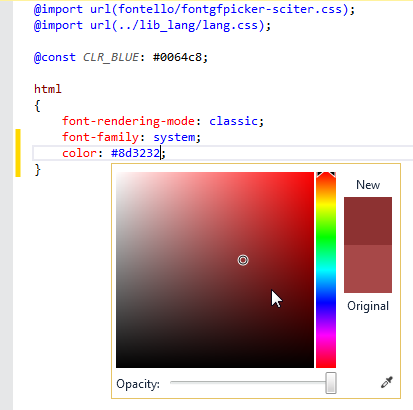 @import url(fontello/fontgfpicker-sciter.css);
@import url(../lib_lang/lang.css);
@const CLR_BLUE: #0064c8;
html
{
font-rendering-mode: classic;
font-family: system;
color: #8d3232;
}
New
Original
Opacity: